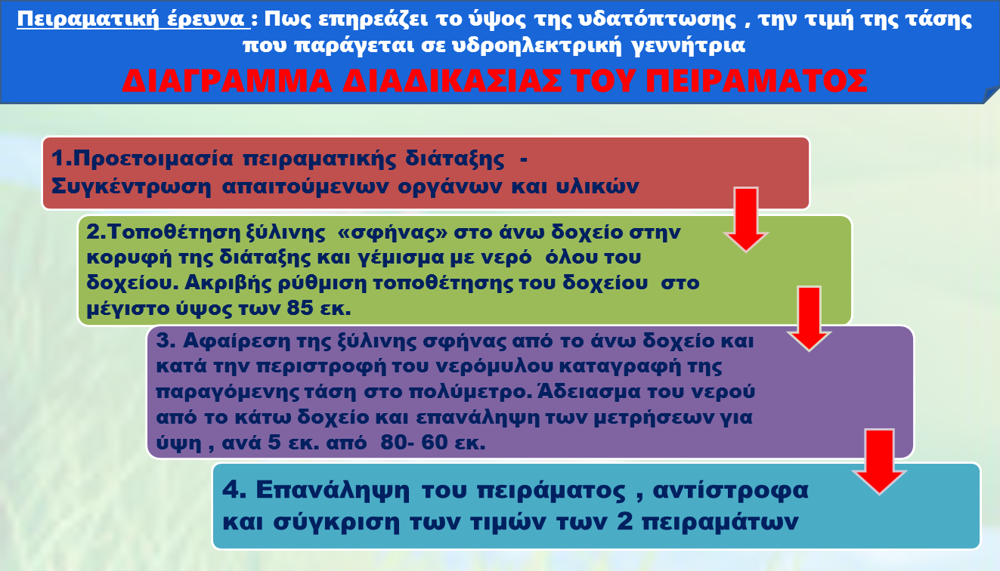 Πειραματική έρευνα : Πως επηρεάζει το ύψος της υδατόπτωσης , την τιμή της τάσης
που παράγεται σε υδροηλεκτρική γεννήτρια
ΔΙΑΓΡΑΜΜΑ ΔΙΑΔΙΚΑΣΙΑΣ ΤΟΥ ΠΕΙΡΑΜΑΤΟΣ
1.Προετοιμασία πειραματικής διάταξης -
Συγκέντρωση απαιτούμενων οργάνων και υλικών
2.Τοποθέτηση ξύλινης «σφήνας» στο άνω δοχείο στην
κορυφή της διάταξης και γέμισμα με νερό όλου του
δοχείου. Ακριβής ρύθμιση τοποθέτησης του δοχείου στο
μέγιστο ύψος των 85 εκ.
3. Αφαίρεση της ξύλινης σφήνας από το άνω δοχείο και
κατά την περιστροφή του νερόμυλου καταγραφή της
παραγόμενης τάση στο πολύμετρο. Άδειασμα του νερού
από το κάτω δοχείο και επανάληψη των μετρήσεων για
ύψη , ανά 5 εκ. από 80- 60 εκ.
4. Επανάληψη του πειράματος , αντίστροφα
και σύγκριση των τιμών των 2 πειραμάτων